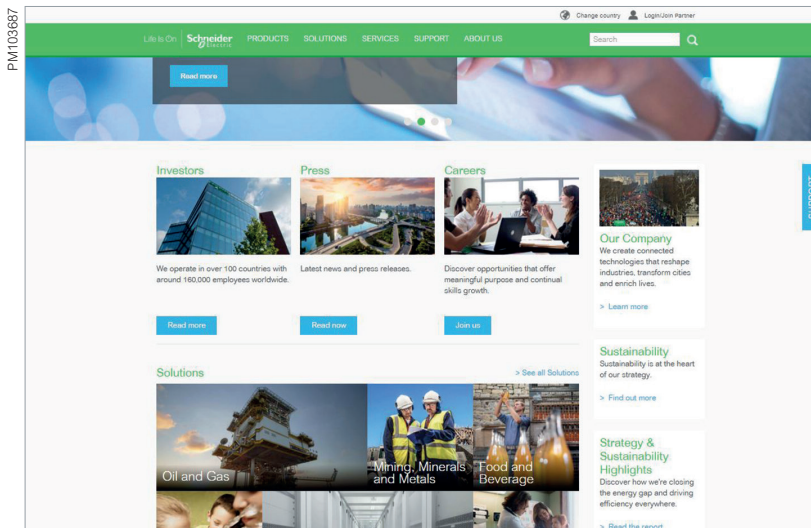 PM103687
Change country
Login/Join Partner
Life Is On
Schneider
Electric
PRODUCTS
SOLUTIONS
SERVICES
SUPPORT
ABOUT US
Search
Read more
Investors
We operate in over 100 countries with
around 160,000 employees worldwide.
Read more
Press
Latest news and press releases.
Read now
Careers
Discover opportunities that offer
meaningful purpose and continual
skills growth.
Join us
Our Company
We create connected
technologies that reshape
industries, transform cities
and enrich lives.
> Learn more
SUPPORT
Solutions
> See all Solutions
Oil and Gas
Mining, Minerals
and Metals
Food and
Beverage
Sustainability
Sustainability is at the heart
of our strategy.
> Find out more
Strategy &
Sustainability
Highlights
Discover how we're closing
the energy gap and driving
efficiency everywhere.
> Read the report